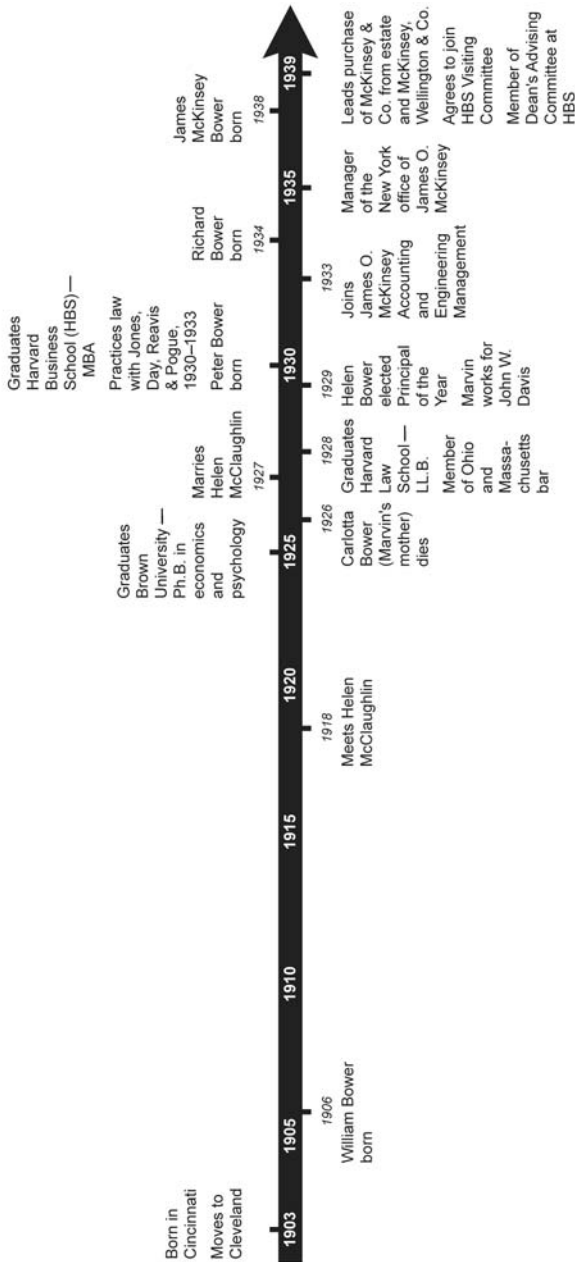 Born in
Cincinnati
Moves to
Cleveland
1903
1905
1906
William Bower
born
1910
1915
1918
Meets Helen
McClaughlin
1920
Graduates
Brown
University —
Ph.B. in
economics
and
psychology
1925
1926
Carlotta
Bower
(Marvin's
mother)
dies
Marries
Helen
McClaughlin
1927
1928
Graduates
Harvard
Law
School —
LL.B.
Member
of Ohio
and
Massa-
chusetts
bar
1929
Helen
Bower
elected
Principal
of the
Year
Marvin
works for
John W.
Davis
Graduates
Harvard
Business
School (HBS) —
MBA
Practices law
with Jones,
Day, Reavis
& Pogue,
1930–1933
Peter Bower
born
1930
1933
Joins
James O.
McKinsey
Accounting
and
Engineering
Management
Richard
Bower
born
1934
1935
Manager
of the
New York
office of
James O.
McKinsey
James
McKinsey
Bower
born
1938
1939
Leads purchase
of McKinsey &
Co. from estate
and McKinsey,
Wellington & Co.
Agrees to join
HBS Visiting
Committee
Member of
Dean's Advising
Committee at
HBS